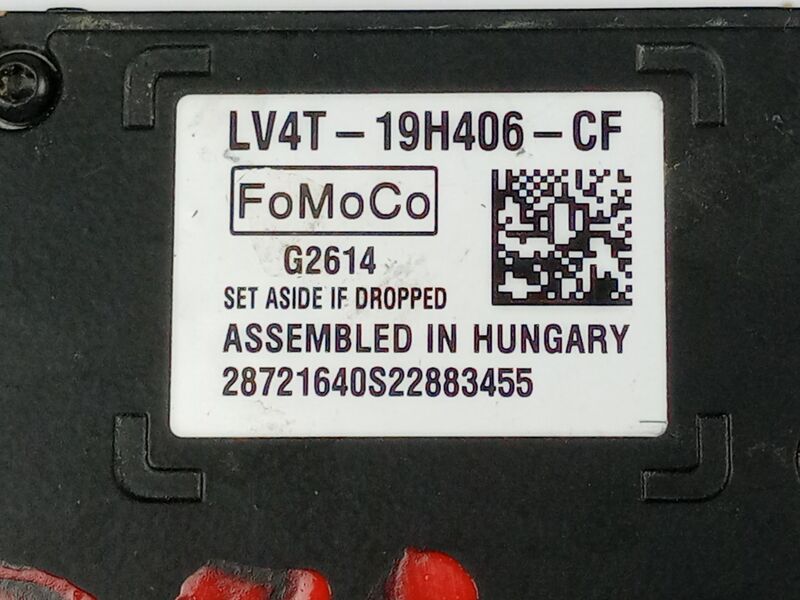 LV4T-19H406-CF
FoMoCo
G2614
SET ASIDE IF DROPPED
ASSEMBLED IN HUNGARY
28721640S22883455